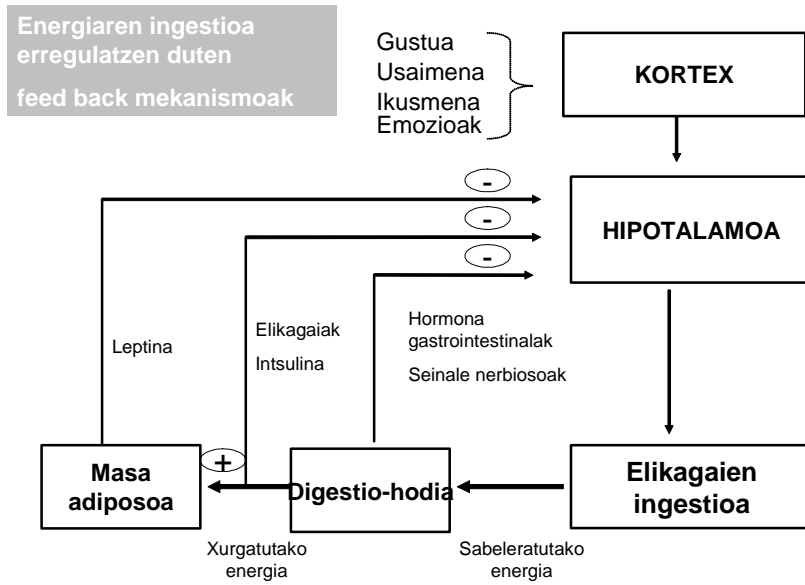 Energiaren ingestioa
erregulatzen duten
feed back mekanismoak
Gustua
Usaimena
Ikusmena
Emozioak
KORTEX
-
-
-
HIPOTALAMOA
Leptina
Elikagaiak
Intsulina
Hormona
gastrointestinalak
Seinale nerbiosoak
+
Masa
adiposoa
Digestio-hodia
Elikagaien
ingestioa
Xurgatutako
energia
Sabeleratutako
energia